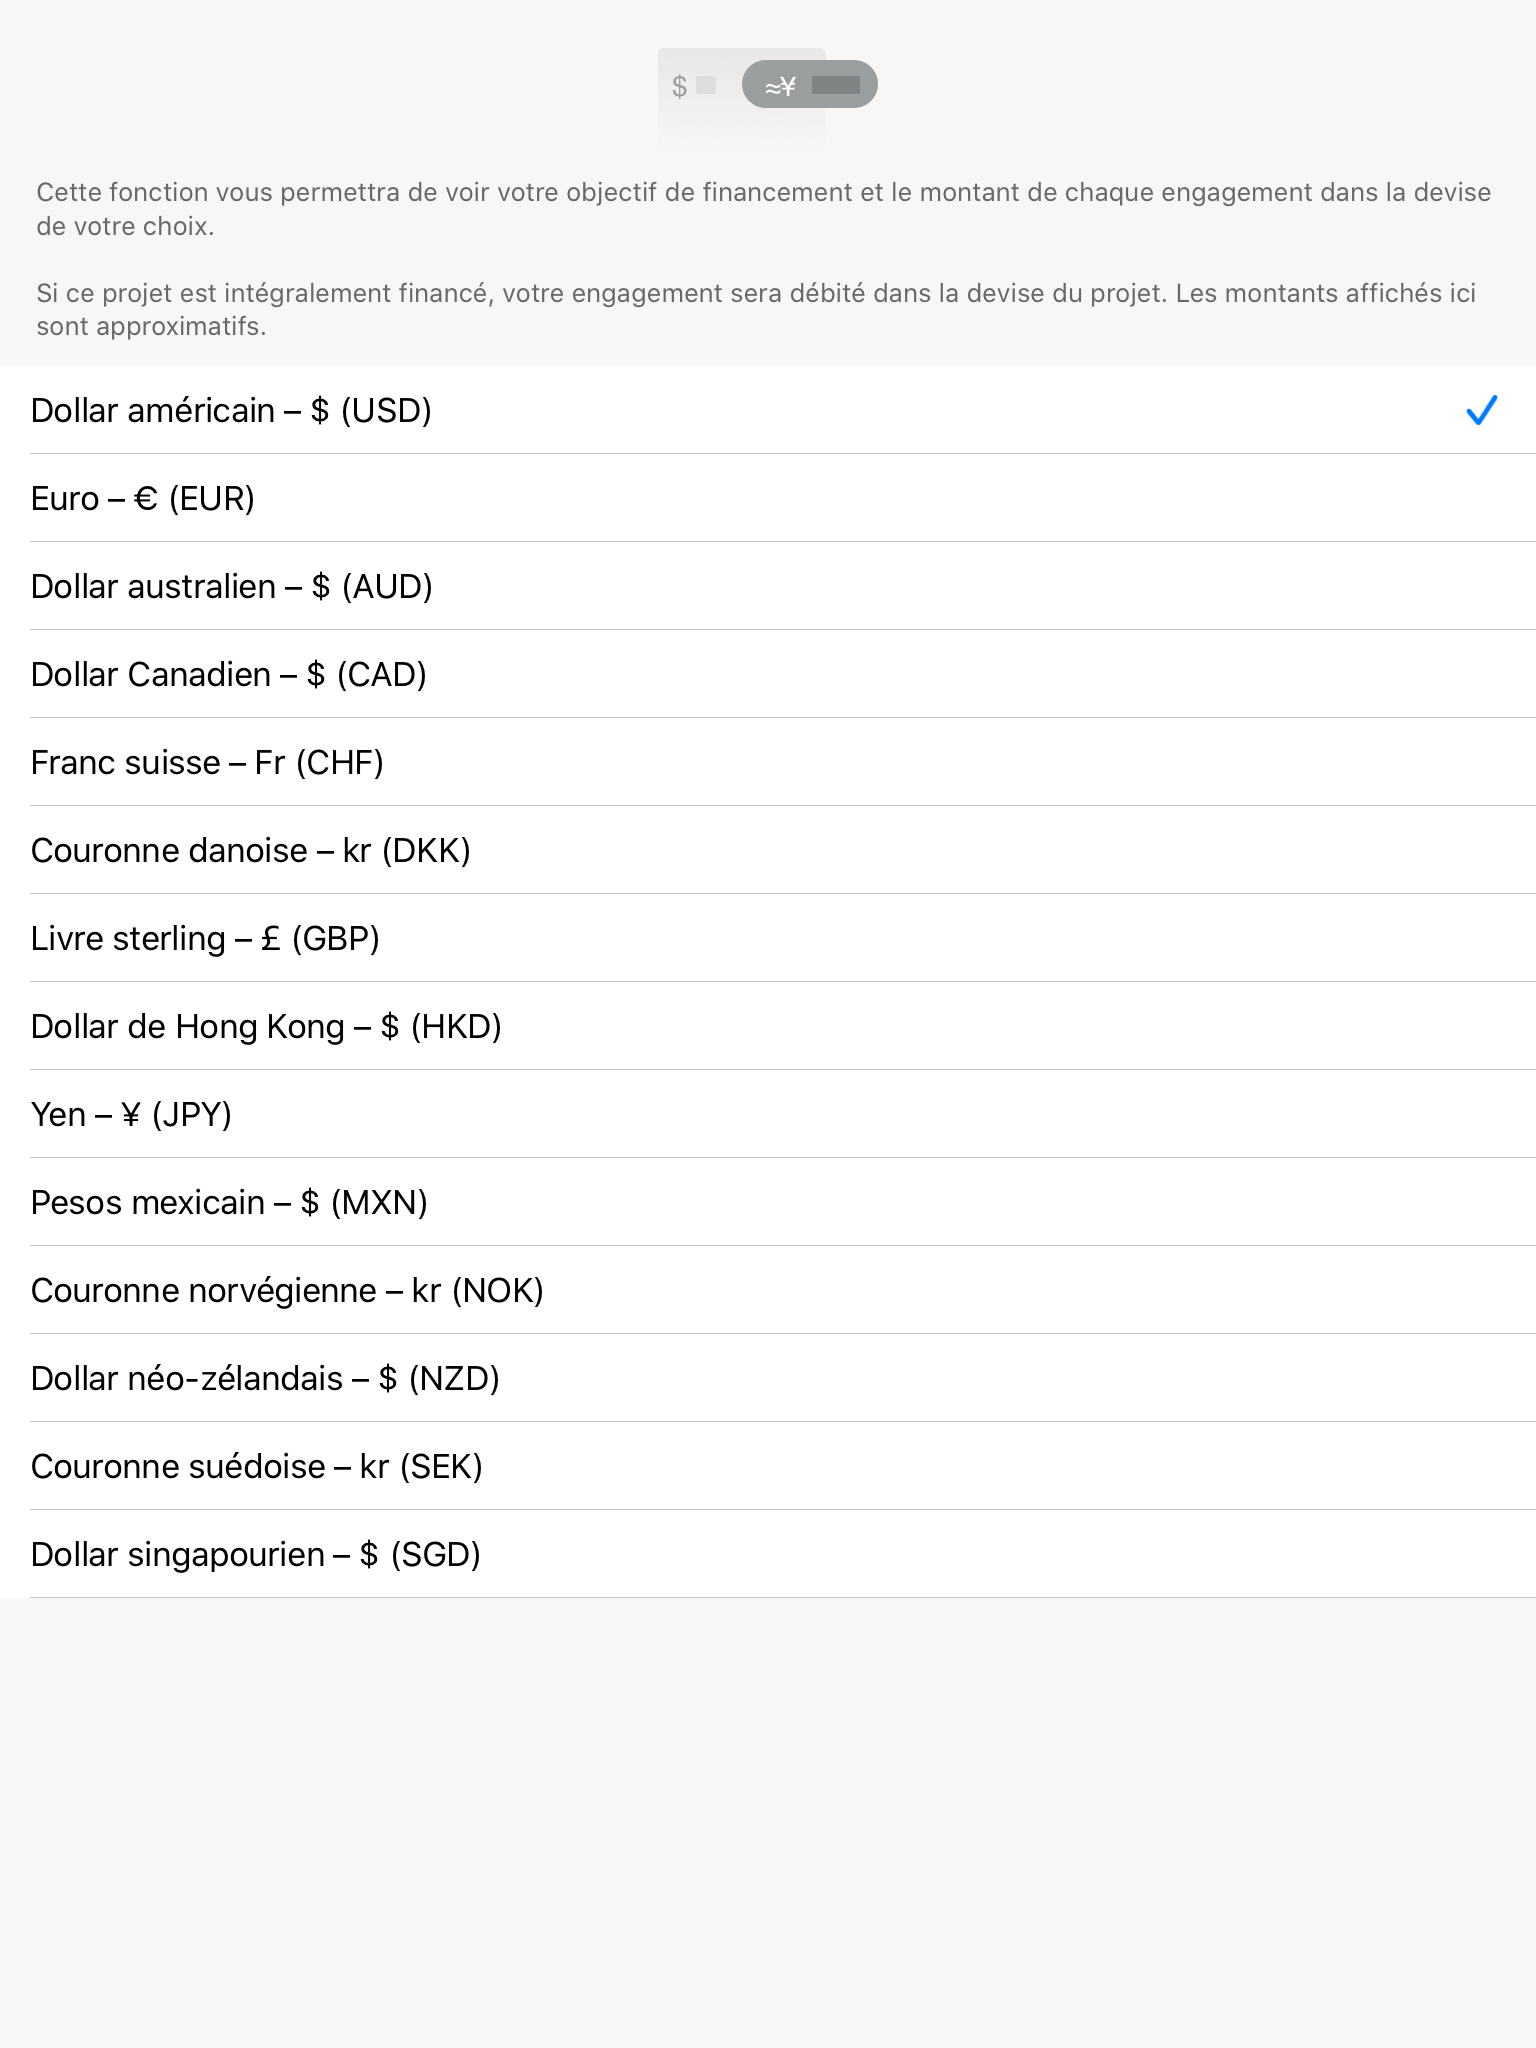 $ ≈¥
Cette fonction vous permettra de voir votre objectif de financement et le montant de chaque engagement dans la devise
de votre choix.
Si ce projet est intégralement financé, votre engagement sera débité dans la devise du projet. Les montants affichés ici
sont approximatifs.
Dollar américain – $ (USD)
Euro – € (EUR)
Dollar australien – $ (AUD)
Dollar Canadien – $ (CAD)
Franc suisse – Fr (CHF)
Couronne danoise – kr (DKK)
Livre sterling – £ (GBP)
Dollar de Hong Kong – $ (HKD)
Yen – ¥ (JPY)
Pesos mexicain – $ (MXN)
Couronne norvégienne – kr (NOK)
Dollar néo-zélandais – $ (NZD)
Couronne suédoise – kr (SEK)
Dollar singapourien – $ (SGD)